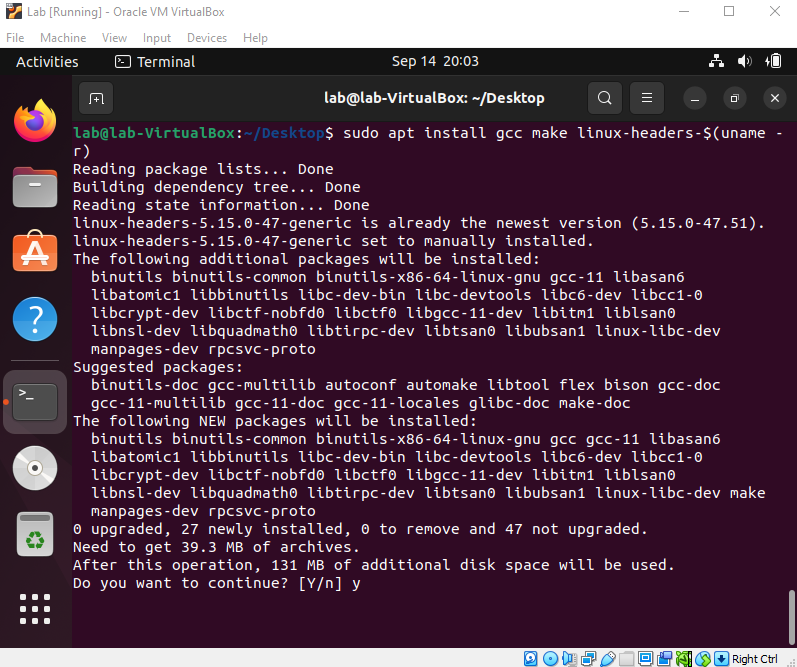 Lab [Running] - Oracle VM VirtualBox
File Machine View Input Devices Help
Activities Terminal Sep 14 20:03
lab@lab-VirtualBox: ~/Desktop
lab@lab-VirtualBox:~/Desktop$ sudo apt install gcc make linux-headers-$(uname -
r)
Reading package lists... Done
Building dependency tree... Done
Reading state information... Done
linux-headers-5.15.0-47-generic is already the newest version (5.15.0-47.51).
linux-headers-5.15.0-47-generic set to manually installed.
The following additional packages will be installed:
binutils binutils-common binutils-x86-64-linux-gnu gcc-11 libasan6
libatomic1 libbinutils libc-dev-bin libc-devtools libc6-dev libcc1-0
libcrypt-dev libctf-nobfd0 libctf0 libgcc-11-dev libitm1 liblsan0
libnsl-dev libquadmath0 libtirpc-dev libtsan0 libubsan1 linux-libc-dev
manpages-dev rpcsvc-proto
Suggested packages:
binutils-doc gcc-multilib autoconf automake libtool flex bison gcc-doc
gcc-11-multilib gcc-11-doc gcc-11-locales glibc-doc make-doc
The following NEW packages will be installed:
binutils binutils-common binutils-x86-64-linux-gnu gcc gcc-11 libasan6
libatomic1 libbinutils libc-dev-bin libc-devtools libc6-dev libcc1-0
libcrypt-dev libctf-nobfd0 libctf0 libgcc-11-dev libitm1 liblsan0
libnsl-dev libquadmath0 libtirpc-dev libtsan0 libubsan1 linux-libc-dev make
manpages-dev rpcsvc-proto
0 upgraded, 27 newly installed, 0 to remove and 47 not upgraded.
Need to get 39.3 MB of archives.
After this operation, 131 MB of additional disk space will be used.
Do you want to continue? [Y/n] y
Right Ctrl